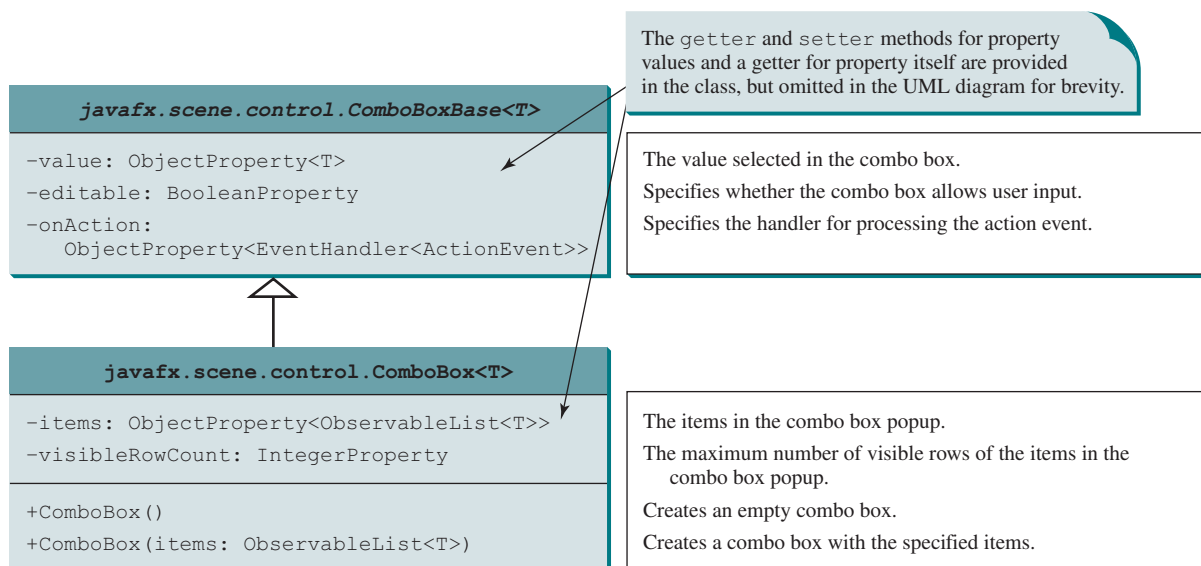 The getter and setter methods for property
values and a getter for property itself are provided
in the class, but omitted in the UML diagram for brevity.
javafx.scene.control.ComboBoxBase<T>
-value: ObjectProperty<T>
-editable: BooleanProperty
-onAction:
ObjectProperty<EventHandler<ActionEvent>>
The value selected in the combo box.
Specifies whether the combo box allows user input.
Specifies the handler for processing the action event.
javafx.scene.control.ComboBox<T>
-items: ObjectProperty<ObservableList<T>>
-visibleRowCount: IntegerProperty
+ComboBox()
+ComboBox(items: ObservableList<T>)
The items in the combo box popup.
The maximum number of visible rows of the items in the
combo box popup.
Creates an empty combo box.
Creates a combo box with the specified items.